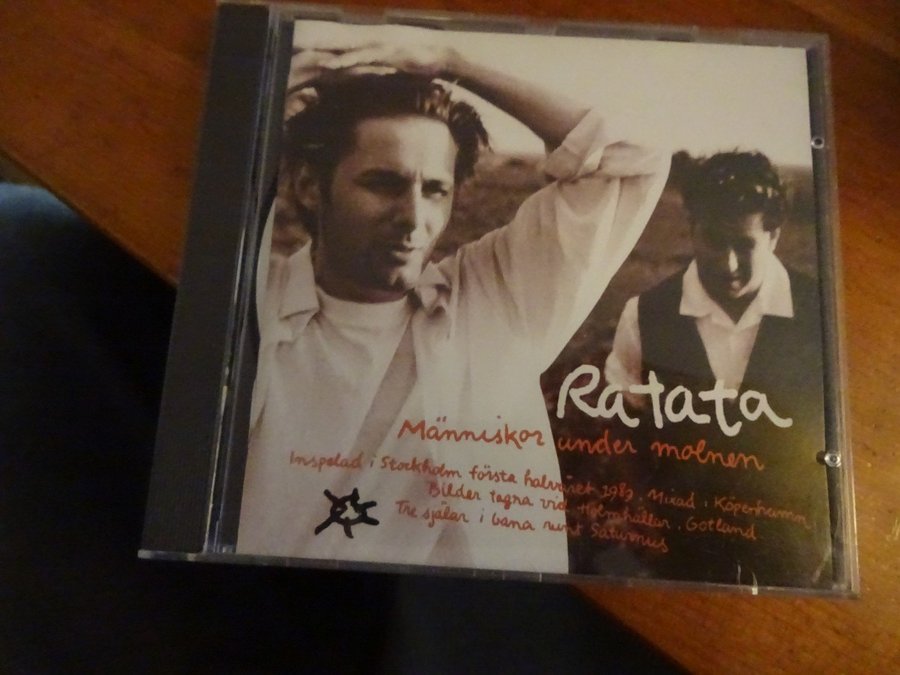 Ratata
Människor under molnen
Inspelad i Stockholm första halvåret 1989. Mixad i Köpenhamn
Bilder tagna vid Holmhällar, Gotland
Tre själar i bana runt Saturnus